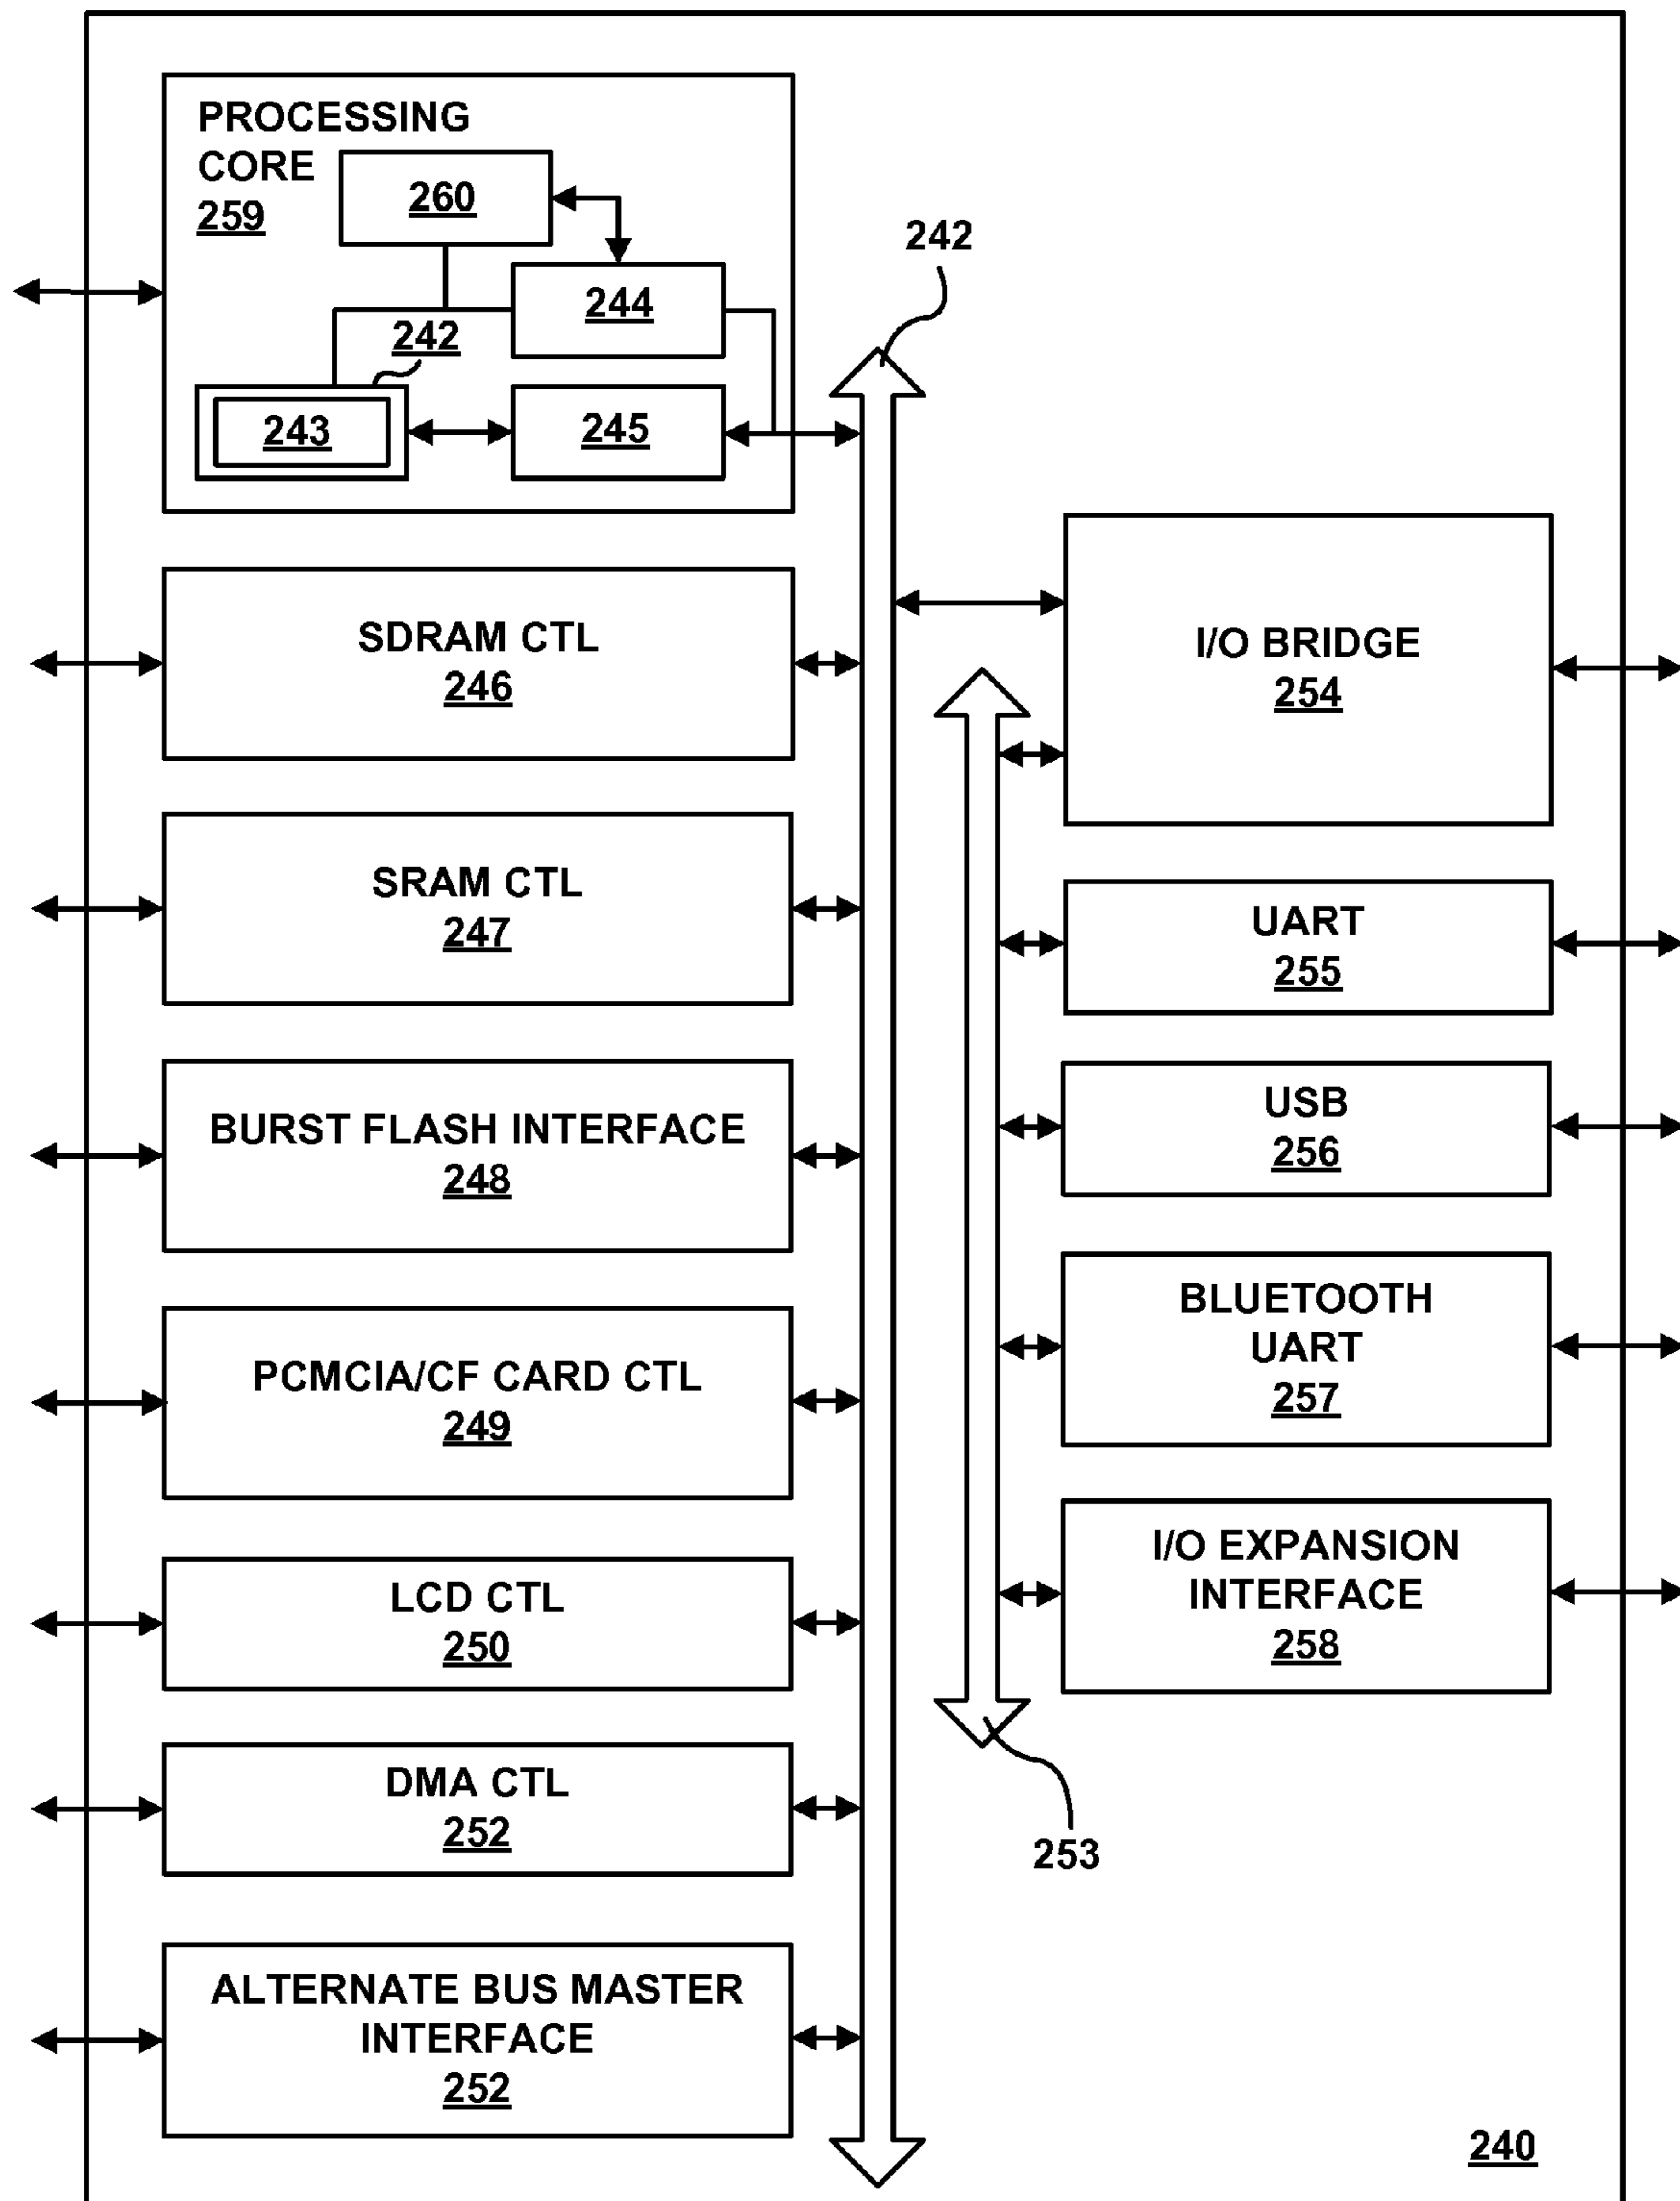 PROCESSING
CORE
259
260
244
242
243
245
242
SDRAM CTL
246
SRAM CTL
247
BURST FLASH INTERFACE
248
PCMCIA/CF CARD CTL
249
LCD CTL
250
DMA CTL
252
ALTERNATE BUS MASTER
INTERFACE
252
I/O BRIDGE
254
UART
255
USB
256
BLUETOOTH
UART
257
I/O EXPANSION
INTERFACE
258
253
240